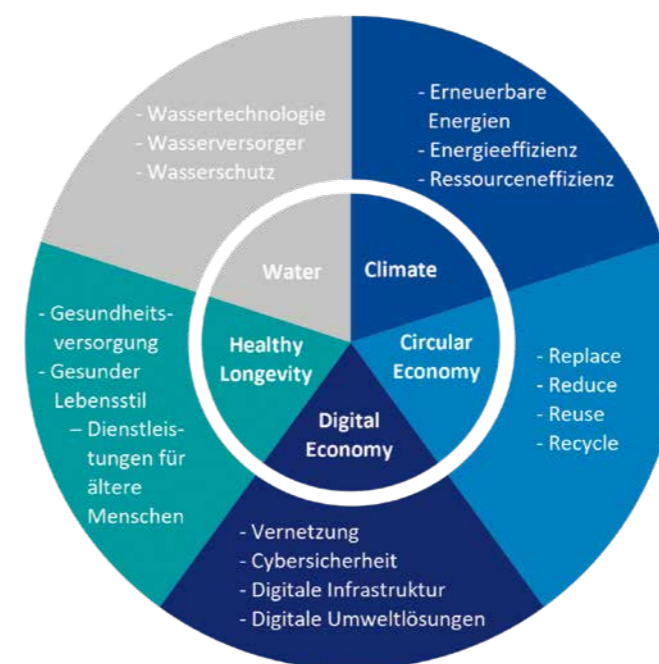 - Wassertechnologie
- Wasserversorger
- Wasserschutz
- Erneuerbare
Energien
- Energieeffizienz
- Ressourceneffizienz
Water
Climate
- Gesundheits-
versorgung
- Gesunder
Lebensstil
– Dienstleis-
tungen für
ältere
Menschen
Healthy
Longevity
Circular
Economy
- Replace
- Reduce
- Reuse
- Recycle
Digital
Economy
- Vernetzung
- Cybersicherheit
- Digitale Infrastruktur
- Digitale Umweltlösungen